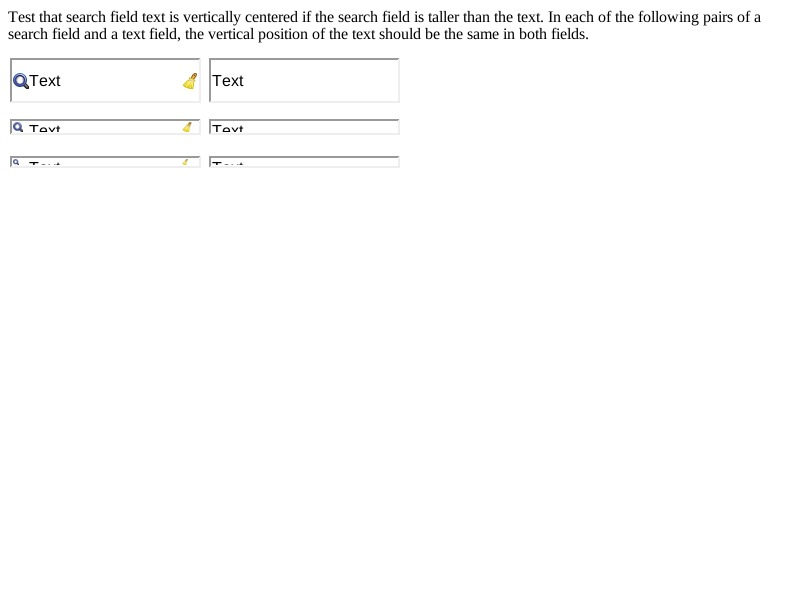 Test that search field text is vertically centered if the search field is taller than the text. In each of the following pairs of a
search field and a text field, the vertical position of the text should be the same in both fields.
Text Text
Text Text
Text Text